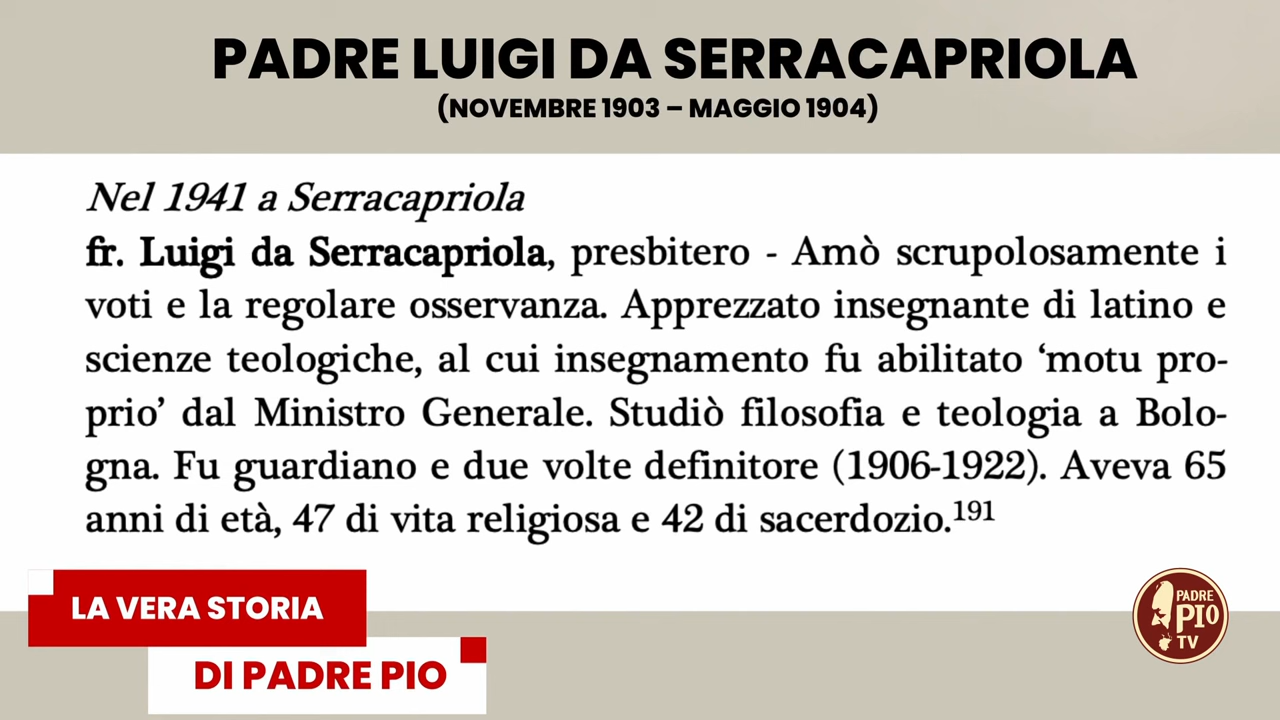 PADRE LUIGI DA SERRACAPRIOLA
(NOVEMBRE 1903 – MAGGIO 1904)
Nel 1941 a Serracapriola
fr. Luigi da Serracapriola, presbitero - Amò scrupolosamente i
voti e la regolare osservanza. Apprezzato insegnante di latino e
scienze teologiche, al cui insegnamento fu abilitato ‘motu pro-
prio’ dal Ministro Generale. Studiò filosofia e teologia a Bolo-
gna. Fu guardiano e due volte definitore (1906-1922). Aveva 65
anni di età, 47 di vita religiosa e 42 di sacerdozio.191
LA VERA STORIA
DI PADRE PIO
PADRE
PIO
TV